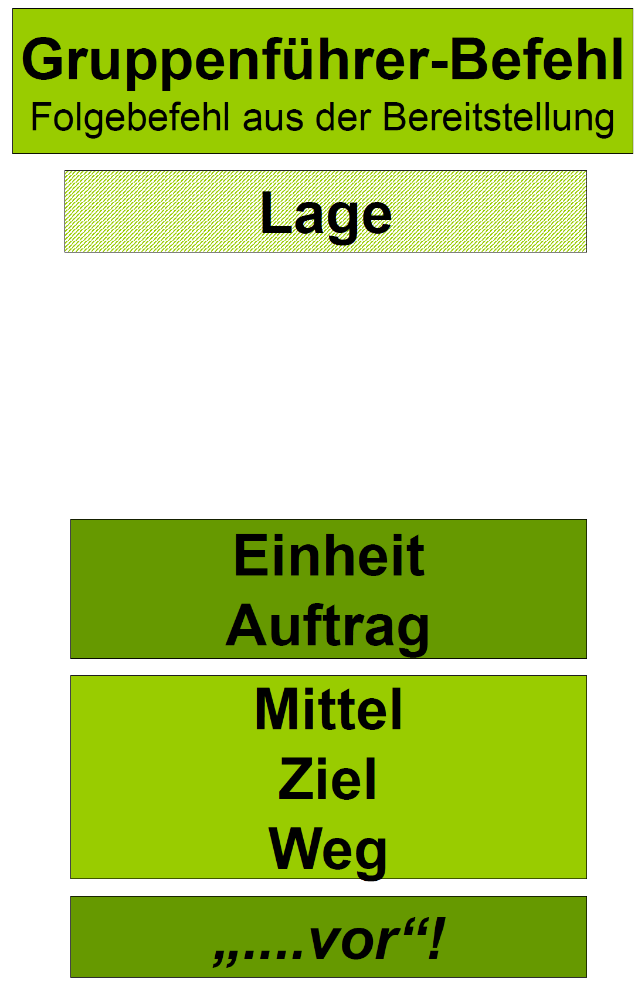 Gruppenführer-Befehl
Folgebefehl aus der Bereitstellung
Lage
Einheit
Auftrag
Mittel
Ziel
Weg
„....vor“!